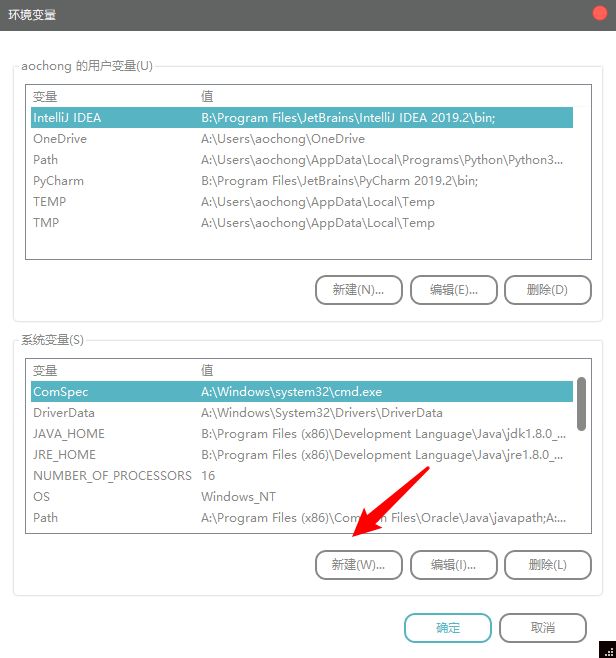 环境变量
aochong 的用户变量(U)
变量 值
IntelliJ IDEA B:\Program Files\JetBrains\IntelliJ IDEA 2019.2\bin;
OneDrive A:\Users\aochong\OneDrive
Path A:\Users\aochong\AppData\Local\Programs\Python\Python3...
PyCharm B:\Program Files\JetBrains\PyCharm 2019.2\bin;
TEMP A:\Users\aochong\AppData\Local\Temp
TMP A:\Users\aochong\AppData\Local\Temp
新建(N)... 编辑(E)... 删除(D)
系统变量(S)
变量 值
ComSpec A:\Windows\system32\cmd.exe
DriverData A:\Windows\System32\Drivers\DriverData
JAVA_HOME B:\Program Files (x86)\Development Language\Java\jdk1.8.0_...
JRE_HOME B:\Program Files (x86)\Development Language\Java\jre1.8.0_...
NUMBER_OF_PROCESSORS 16
OS Windows_NT
Path A:\Program Files (x86)\Common Files\Oracle\Java\javapath;A:...
新建(W)... 编辑(I)... 删除(L)
确定 取消